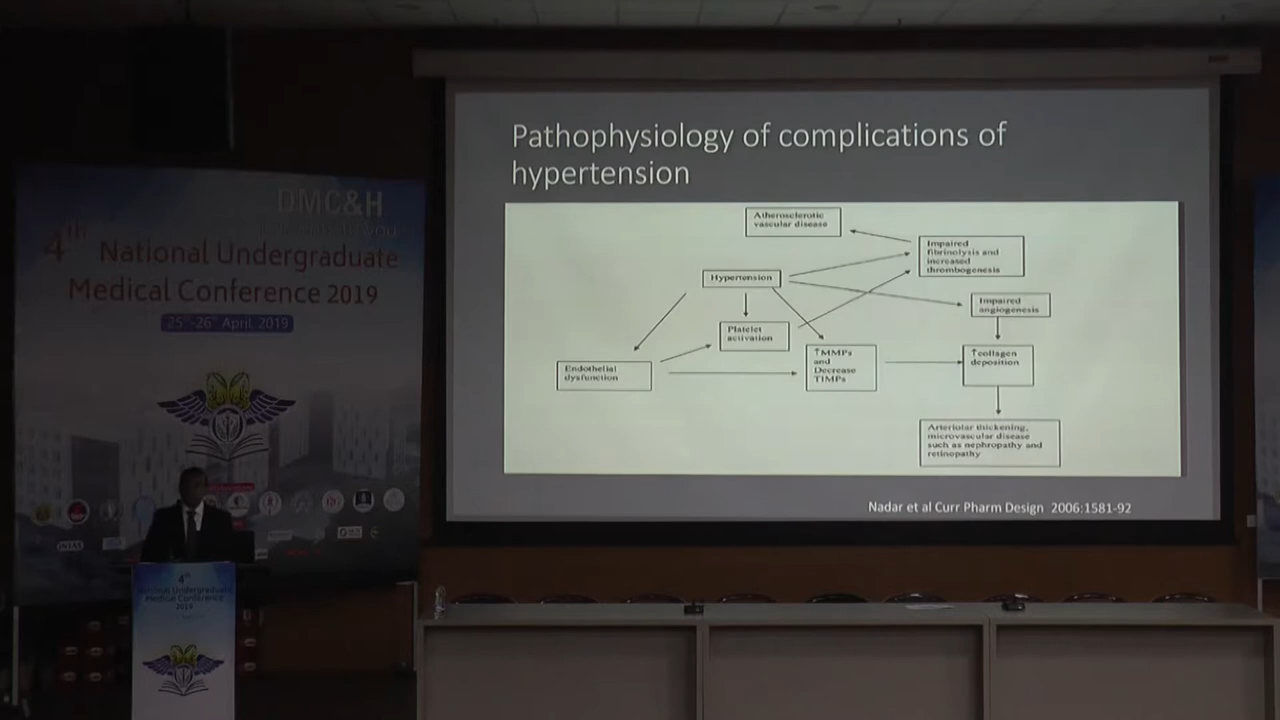 Pathophysiology of complications of
hypertension
Atherosclerotic
vascular disease
Impaired
fibrinolysis and
increased
thrombogenesis
Hypertension
Impaired
angiogenesis
Platelet
activation
Endothelial
dysfunction
↑MMPs
and
Decrease
TIMPs
↑collagen
deposition
Arteriolar thickening,
microvascular disease
such as nephropathy and
retinopathy
Nadar et al Curr Pharm Design 2006:1581-92
DMC&H
4th National Undergraduate
Medical Conference 2019
25th-26th April, 2019
4th
National Undergraduate
Medical Conference
2019